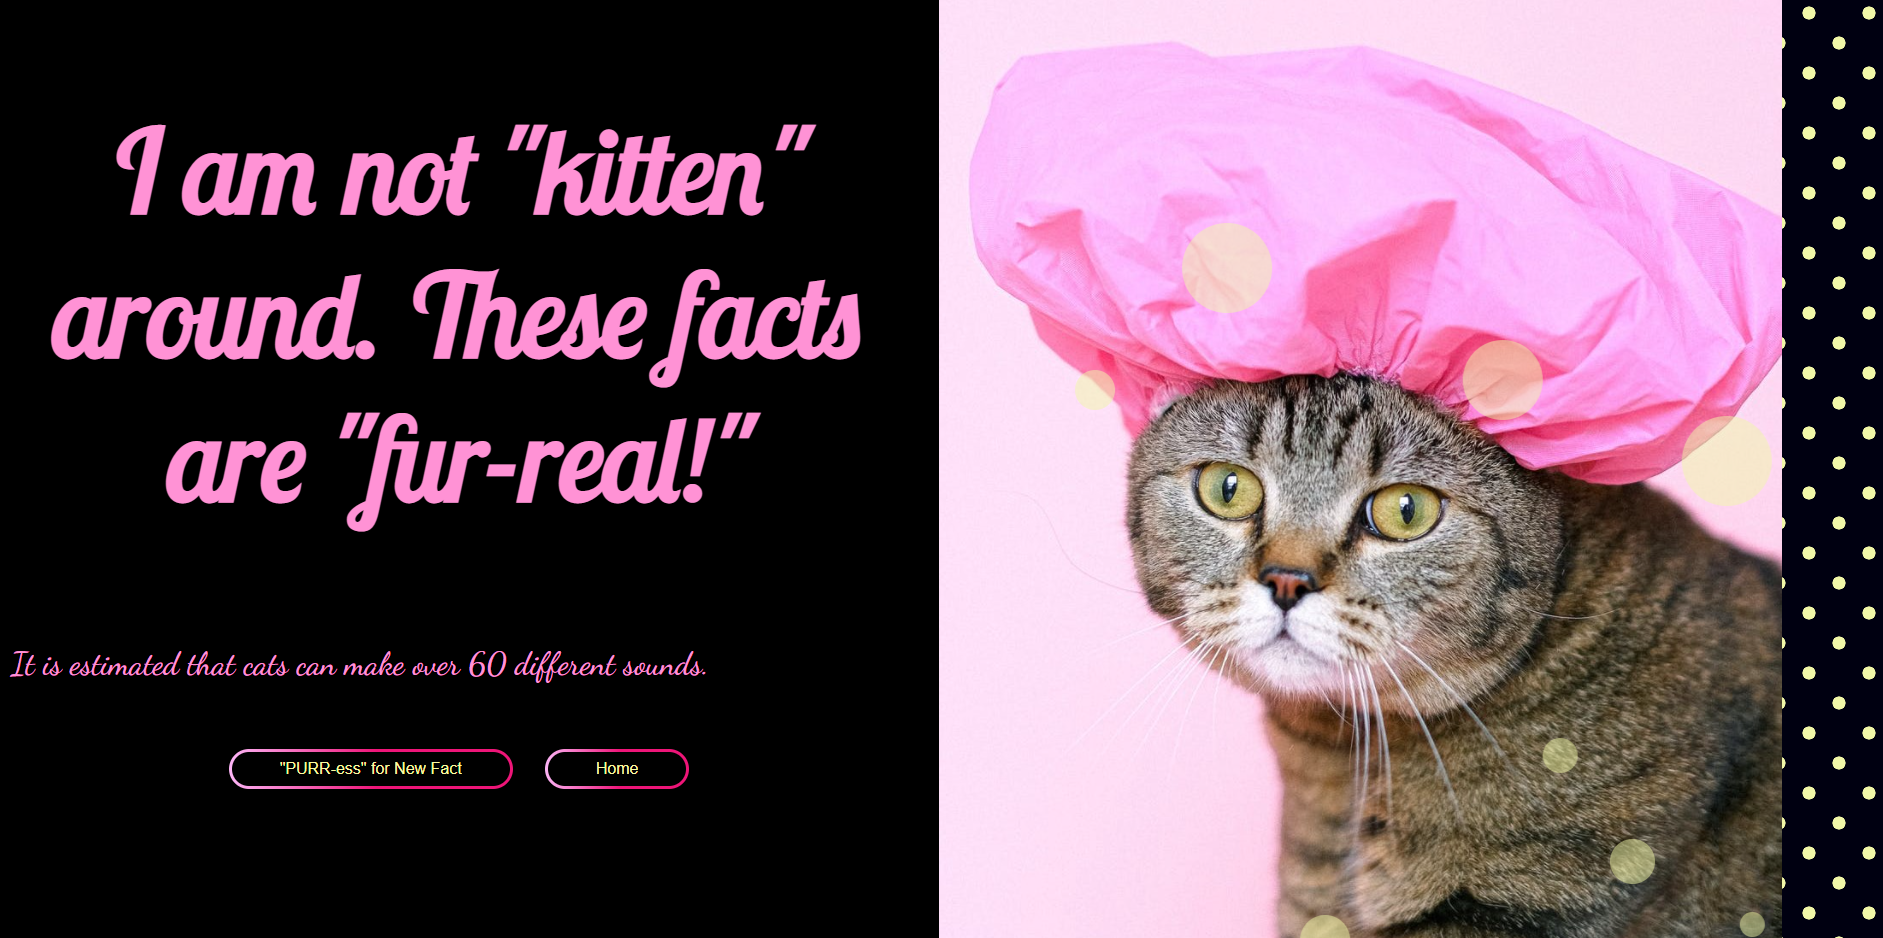 I am not "kitten"
around. These facts
are "fur-real!"
It is estimated that cats can make over 60 different sounds.
"PURR-ess" for New Fact
Home